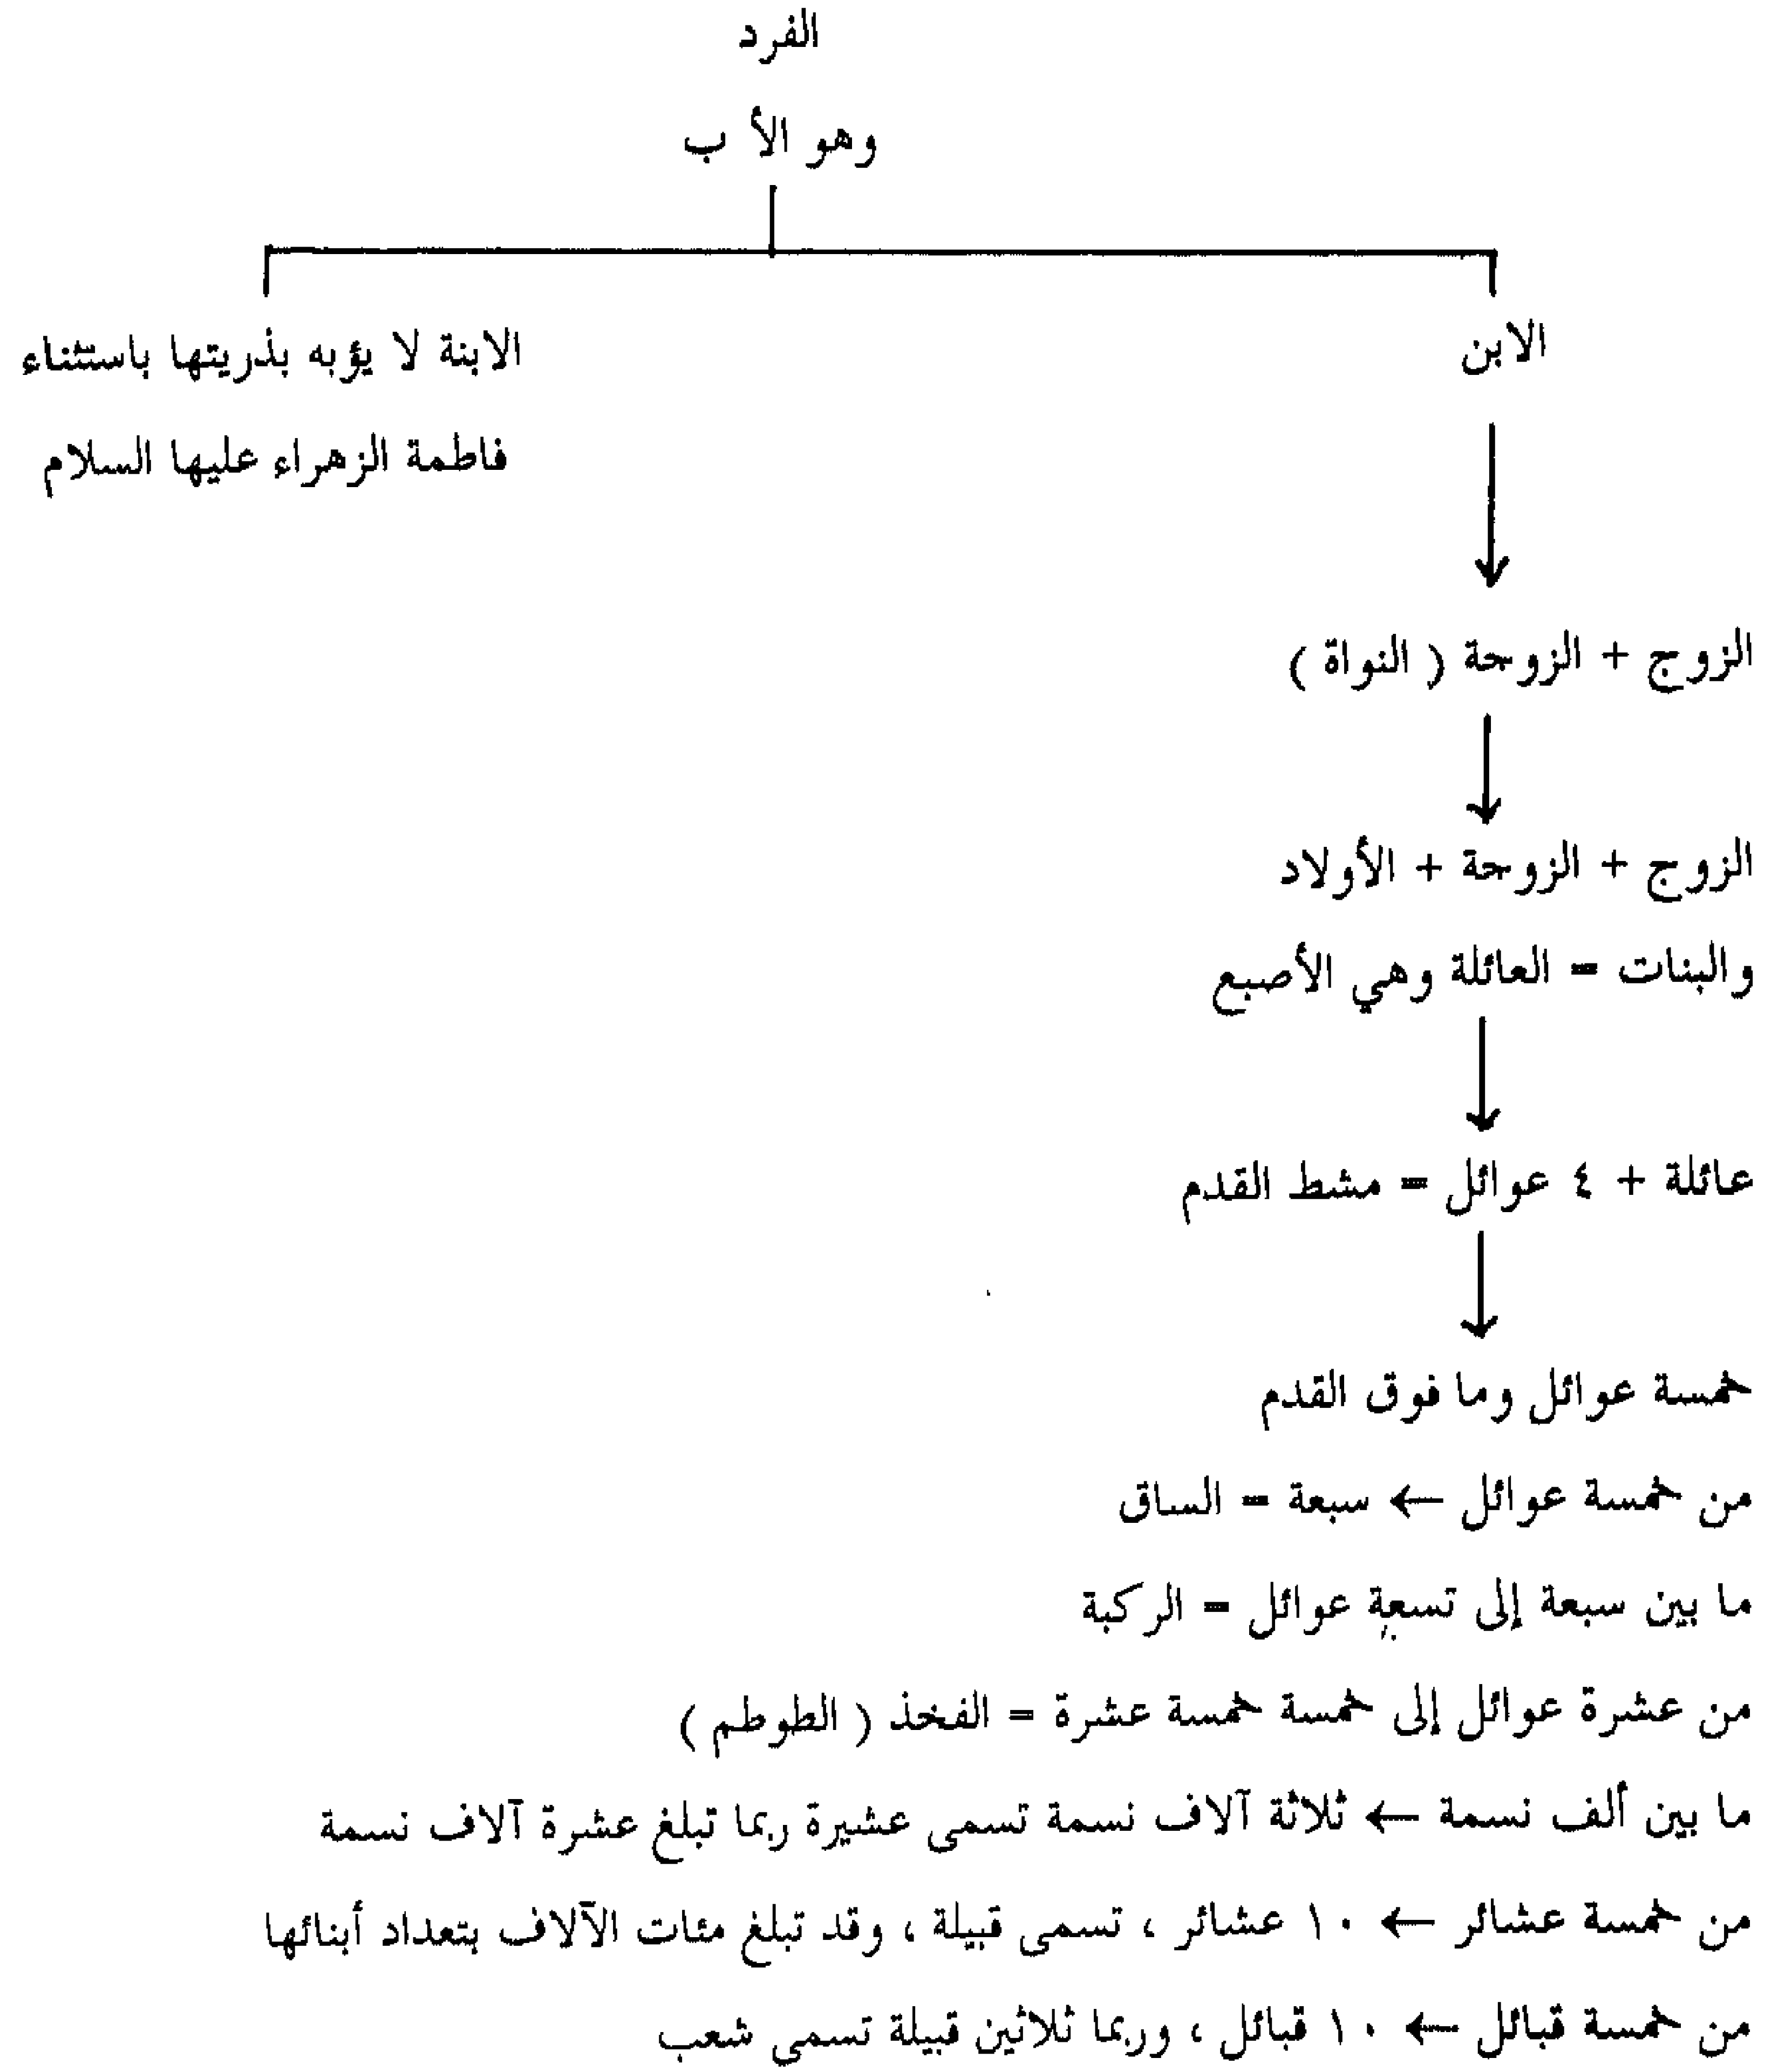 الفرد
وهو الأ ب
الابن
الابنة لا يؤبه بذريتها باستثناء
فاطمة الزهراء عليها السلام
الزوج + الزوجة ( النواة )
الزوج + الزوجة + الأولاد
والبنات = العائلة وهي الأصبع
عائلة + ٤ عوائل = مشط القدم
خمسة عوائل وما فوق القدم
من خمسة عوائل ← سبعة = الساق
ما بين سبعة إلى تسعة عوائل = الركبة
من عشرة عوائل إلى خمسة خمسة عشرة = الفخذ ( الطوطم )
ما بين ألف نسمة ← ثلاثة آلاف نسمة تسمى عشيرة ربما تبلغ عشرة آلاف نسمة
من خمسة عشائر ← ١٠ عشائر ، تسمى قبيلة ، وقد تبلغ مئات الآلاف بتعداد أبنائها
من خمسة قبائل ← ١٠ قبائل ، وربما ثلاثين قبيلة تسمى شعب